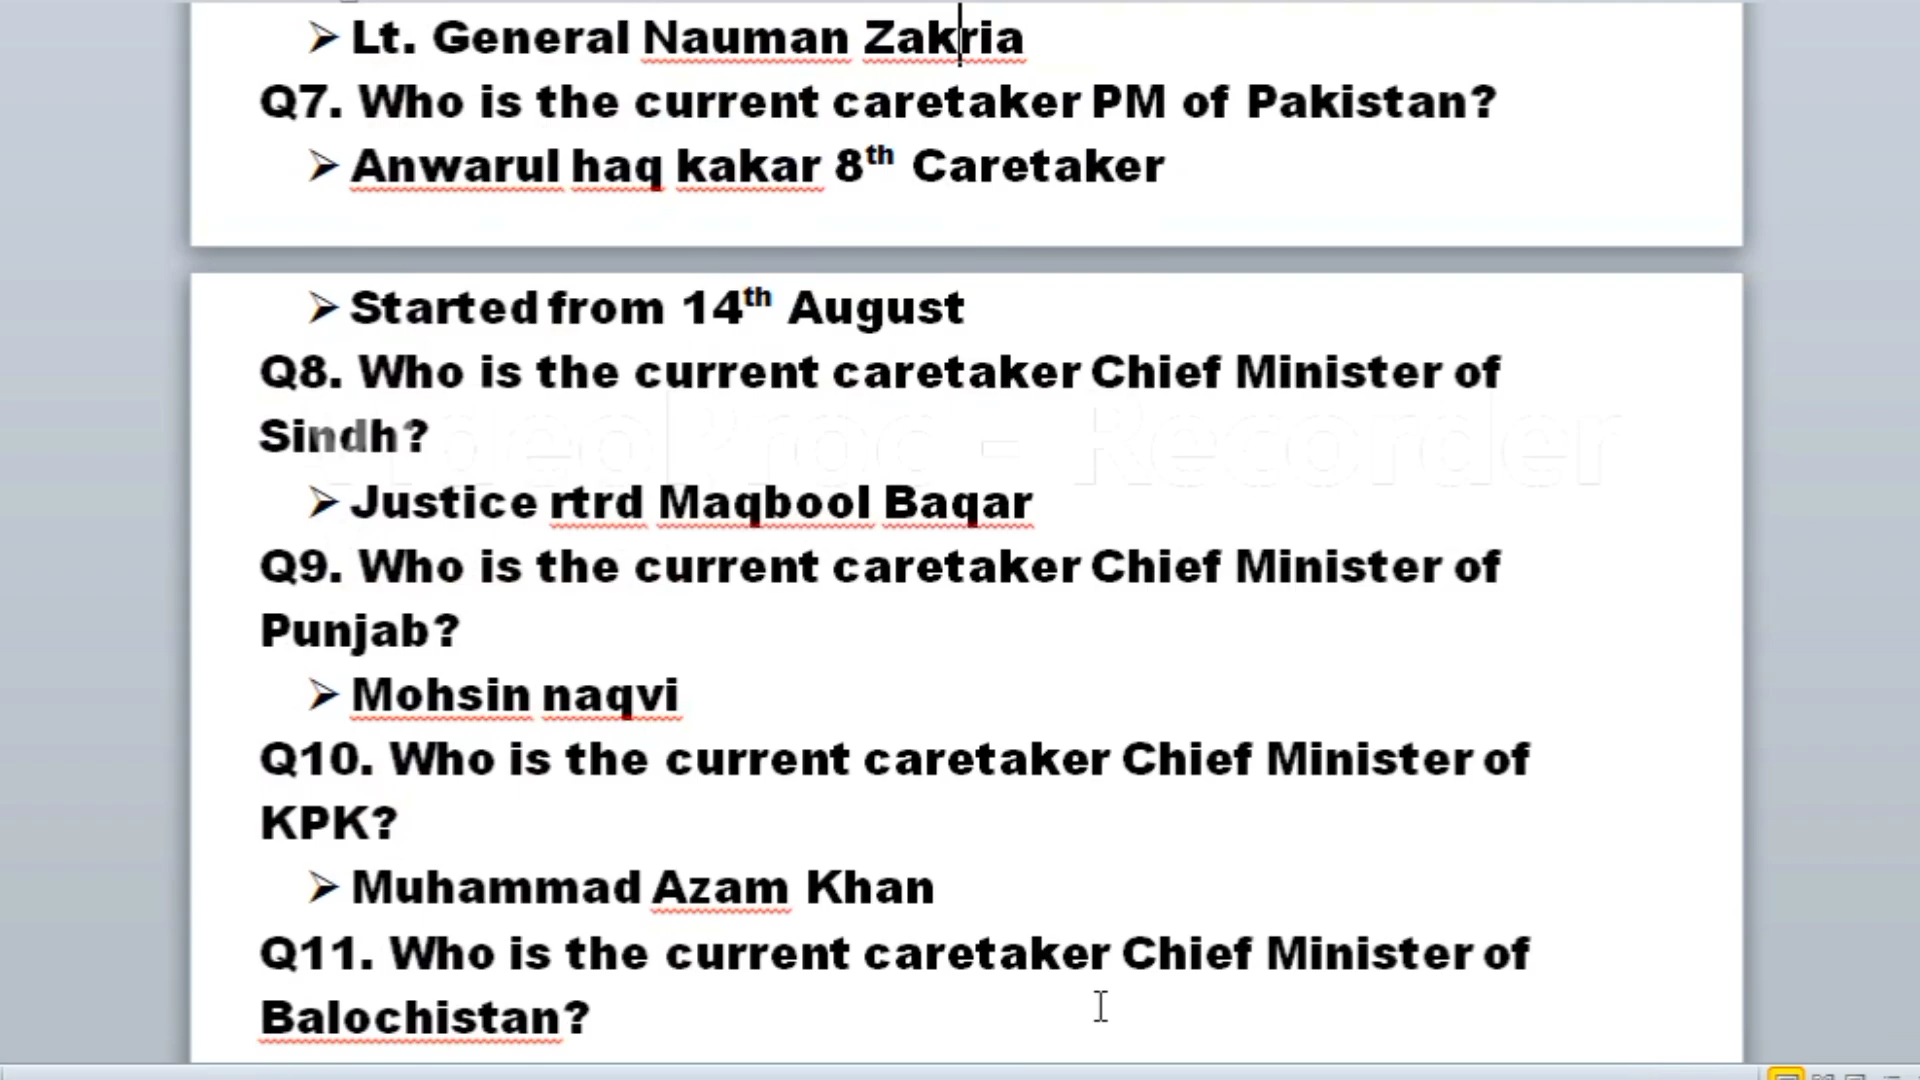 ➢ Lt. General Nauman Zakria
Q7. Who is the current caretaker PM of Pakistan?
➢ Anwarul haq kakar 8th Caretaker
➢ Started from 14th August
Q8. Who is the current caretaker Chief Minister of
Sindh?
VideoProc - Recorder
➢ Justice rtrd Maqbool Baqar
Q9. Who is the current caretaker Chief Minister of
Punjab?
➢ Mohsin naqvi
Q10. Who is the current caretaker Chief Minister of
KPK?
➢ Muhammad Azam Khan
Q11. Who is the current caretaker Chief Minister of
Balochistan?